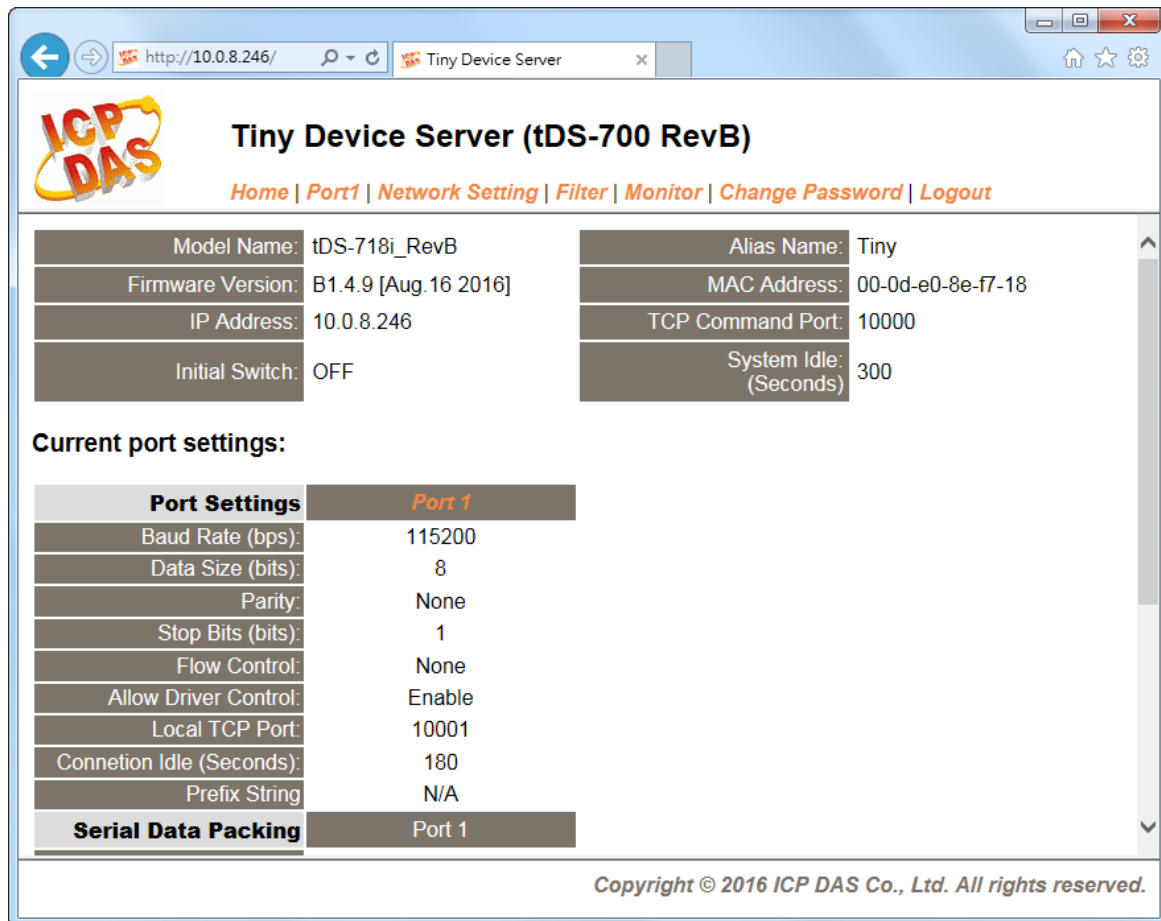 http://10.0.8.246/
Tiny Device Server
ICP DAS
Tiny Device Server (tDS-700 RevB)
Home | Port1 | Network Setting | Filter | Monitor | Change Password | Logout
Model Name: tDS-718i_RevB Alias Name: Tiny
Firmware Version: B1.4.9 [Aug.16 2016] MAC Address: 00-0d-e0-8e-f7-18
IP Address: 10.0.8.246 TCP Command Port: 10000
Initial Switch: OFF System Idle: (Seconds) 300
Current port settings:
Port Settings Port 1
Baud Rate (bps): 115200
Data Size (bits): 8
Parity: None
Stop Bits (bits): 1
Flow Control: None
Allow Driver Control: Enable
Local TCP Port: 10001
Connetion Idle (Seconds): 180
Prefix String N/A
Serial Data Packing Port 1
Copyright © 2016 ICP DAS Co., Ltd. All rights reserved.